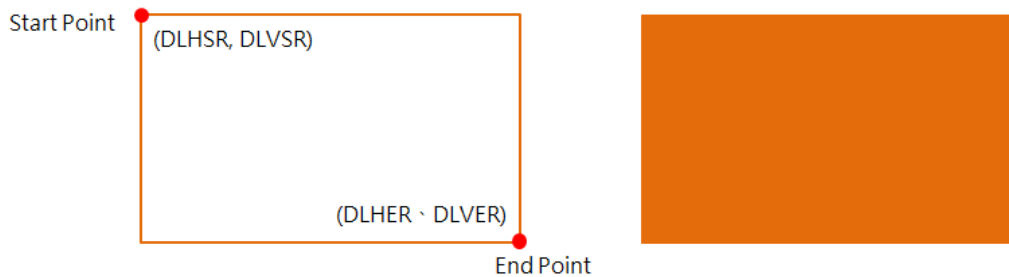 Start Point
(DLHSR, DLVSR)
(DLHER、DLVER)
End Point